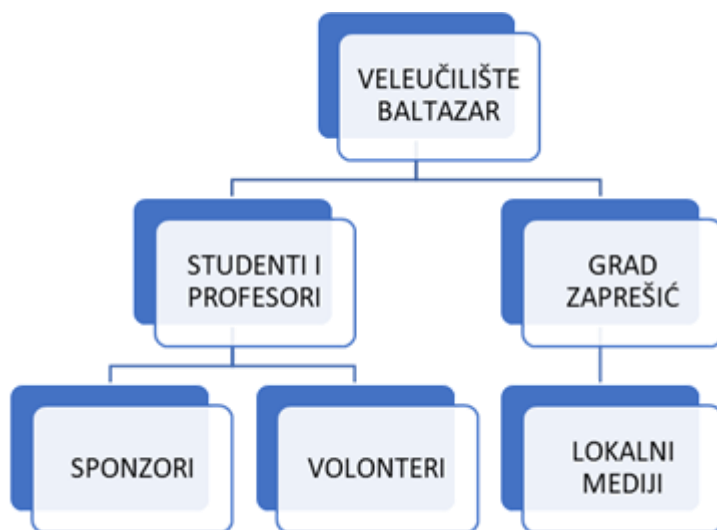 VELEUČILIŠTE
BALTAZAR
STUDENTI I
PROFESORI
GRAD
ZAPREŠIĆ
SPONZORI
VOLONTERI
LOKALNI
MEDIJI